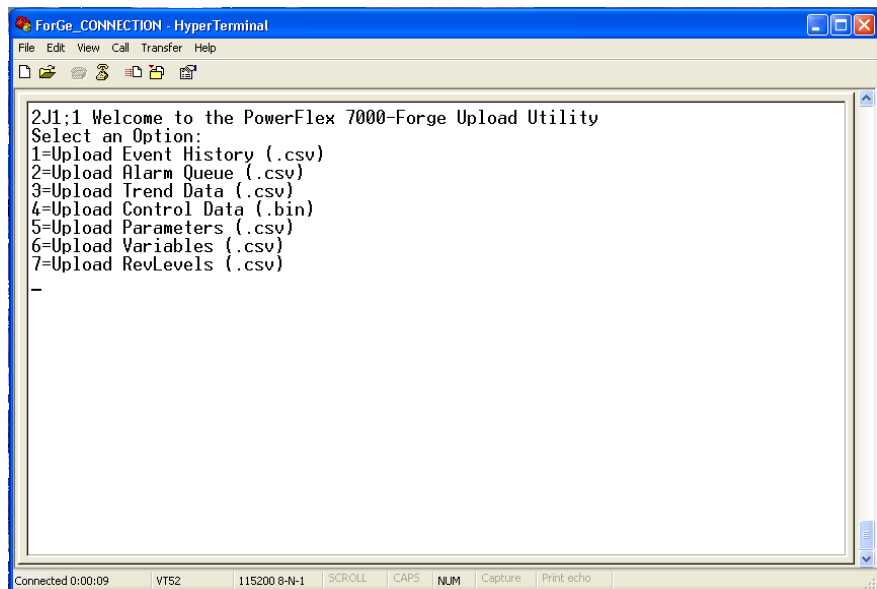 ForGe_CONNECTION - HyperTerminal
File Edit View Call Transfer Help
2J1;1 Welcome to the PowerFlex 7000-Forge Upload Utility
Select an Option:
1=Upload Event History (.csv)
2=Upload Alarm Queue (.csv)
3=Upload Trend Data (.csv)
4=Upload Control Data (.bin)
5=Upload Parameters (.csv)
6=Upload Variables (.csv)
7=Upload RevLevels (.csv)
_
Connected 0:00:09 VT52 115200 8-N-1 SCROLL CAPS NUM Capture Print echo